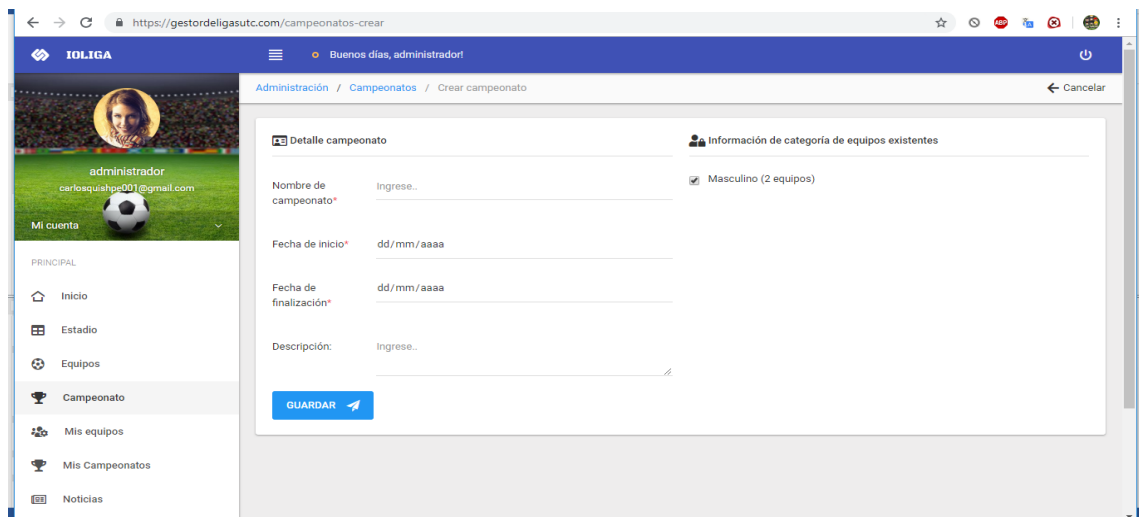 https://gestordeligasutc.com/campeonatos-crear
ABP
IOLIGA
Buenos días, administrador!
Administración / Campeonatos / Crear campeonato
Cancelar
administrador
carlosquishpe001@gmail.com
Mi cuenta
PRINCIPAL
Inicio
Estadio
Equipos
Campeonato
Mis equipos
Mis Campeonatos
Noticias
Detalle campeonato
Nombre de
campeonato*
Ingrese..
Fecha de inicio*
dd/mm/aaaa
Fecha de
finalización*
dd/mm/aaaa
Descripción:
Ingrese..
GUARDAR
Información de categoría de equipos existentes
Masculino (2 equipos)